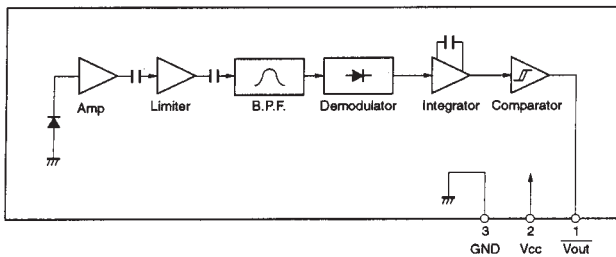 Amp
Limiter
B.P.F.
Demodulator
Integrator
Comparator
3 2 1
GND Vcc Vout